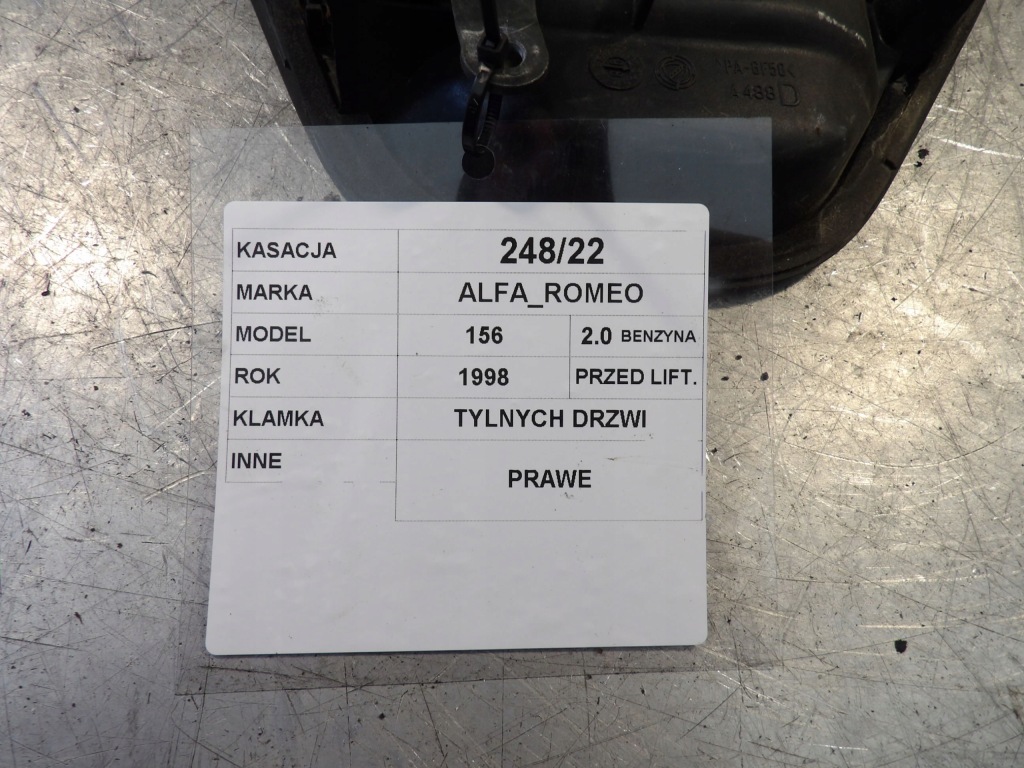 A489 D
KASACJA 248/22
MARKA ALFA_ROMEO
MODEL 156 2.0 BENZYNA
ROK 1998 PRZED LIFT.
KLAMKA TYLNYCH DRZWI
INNE PRAWE